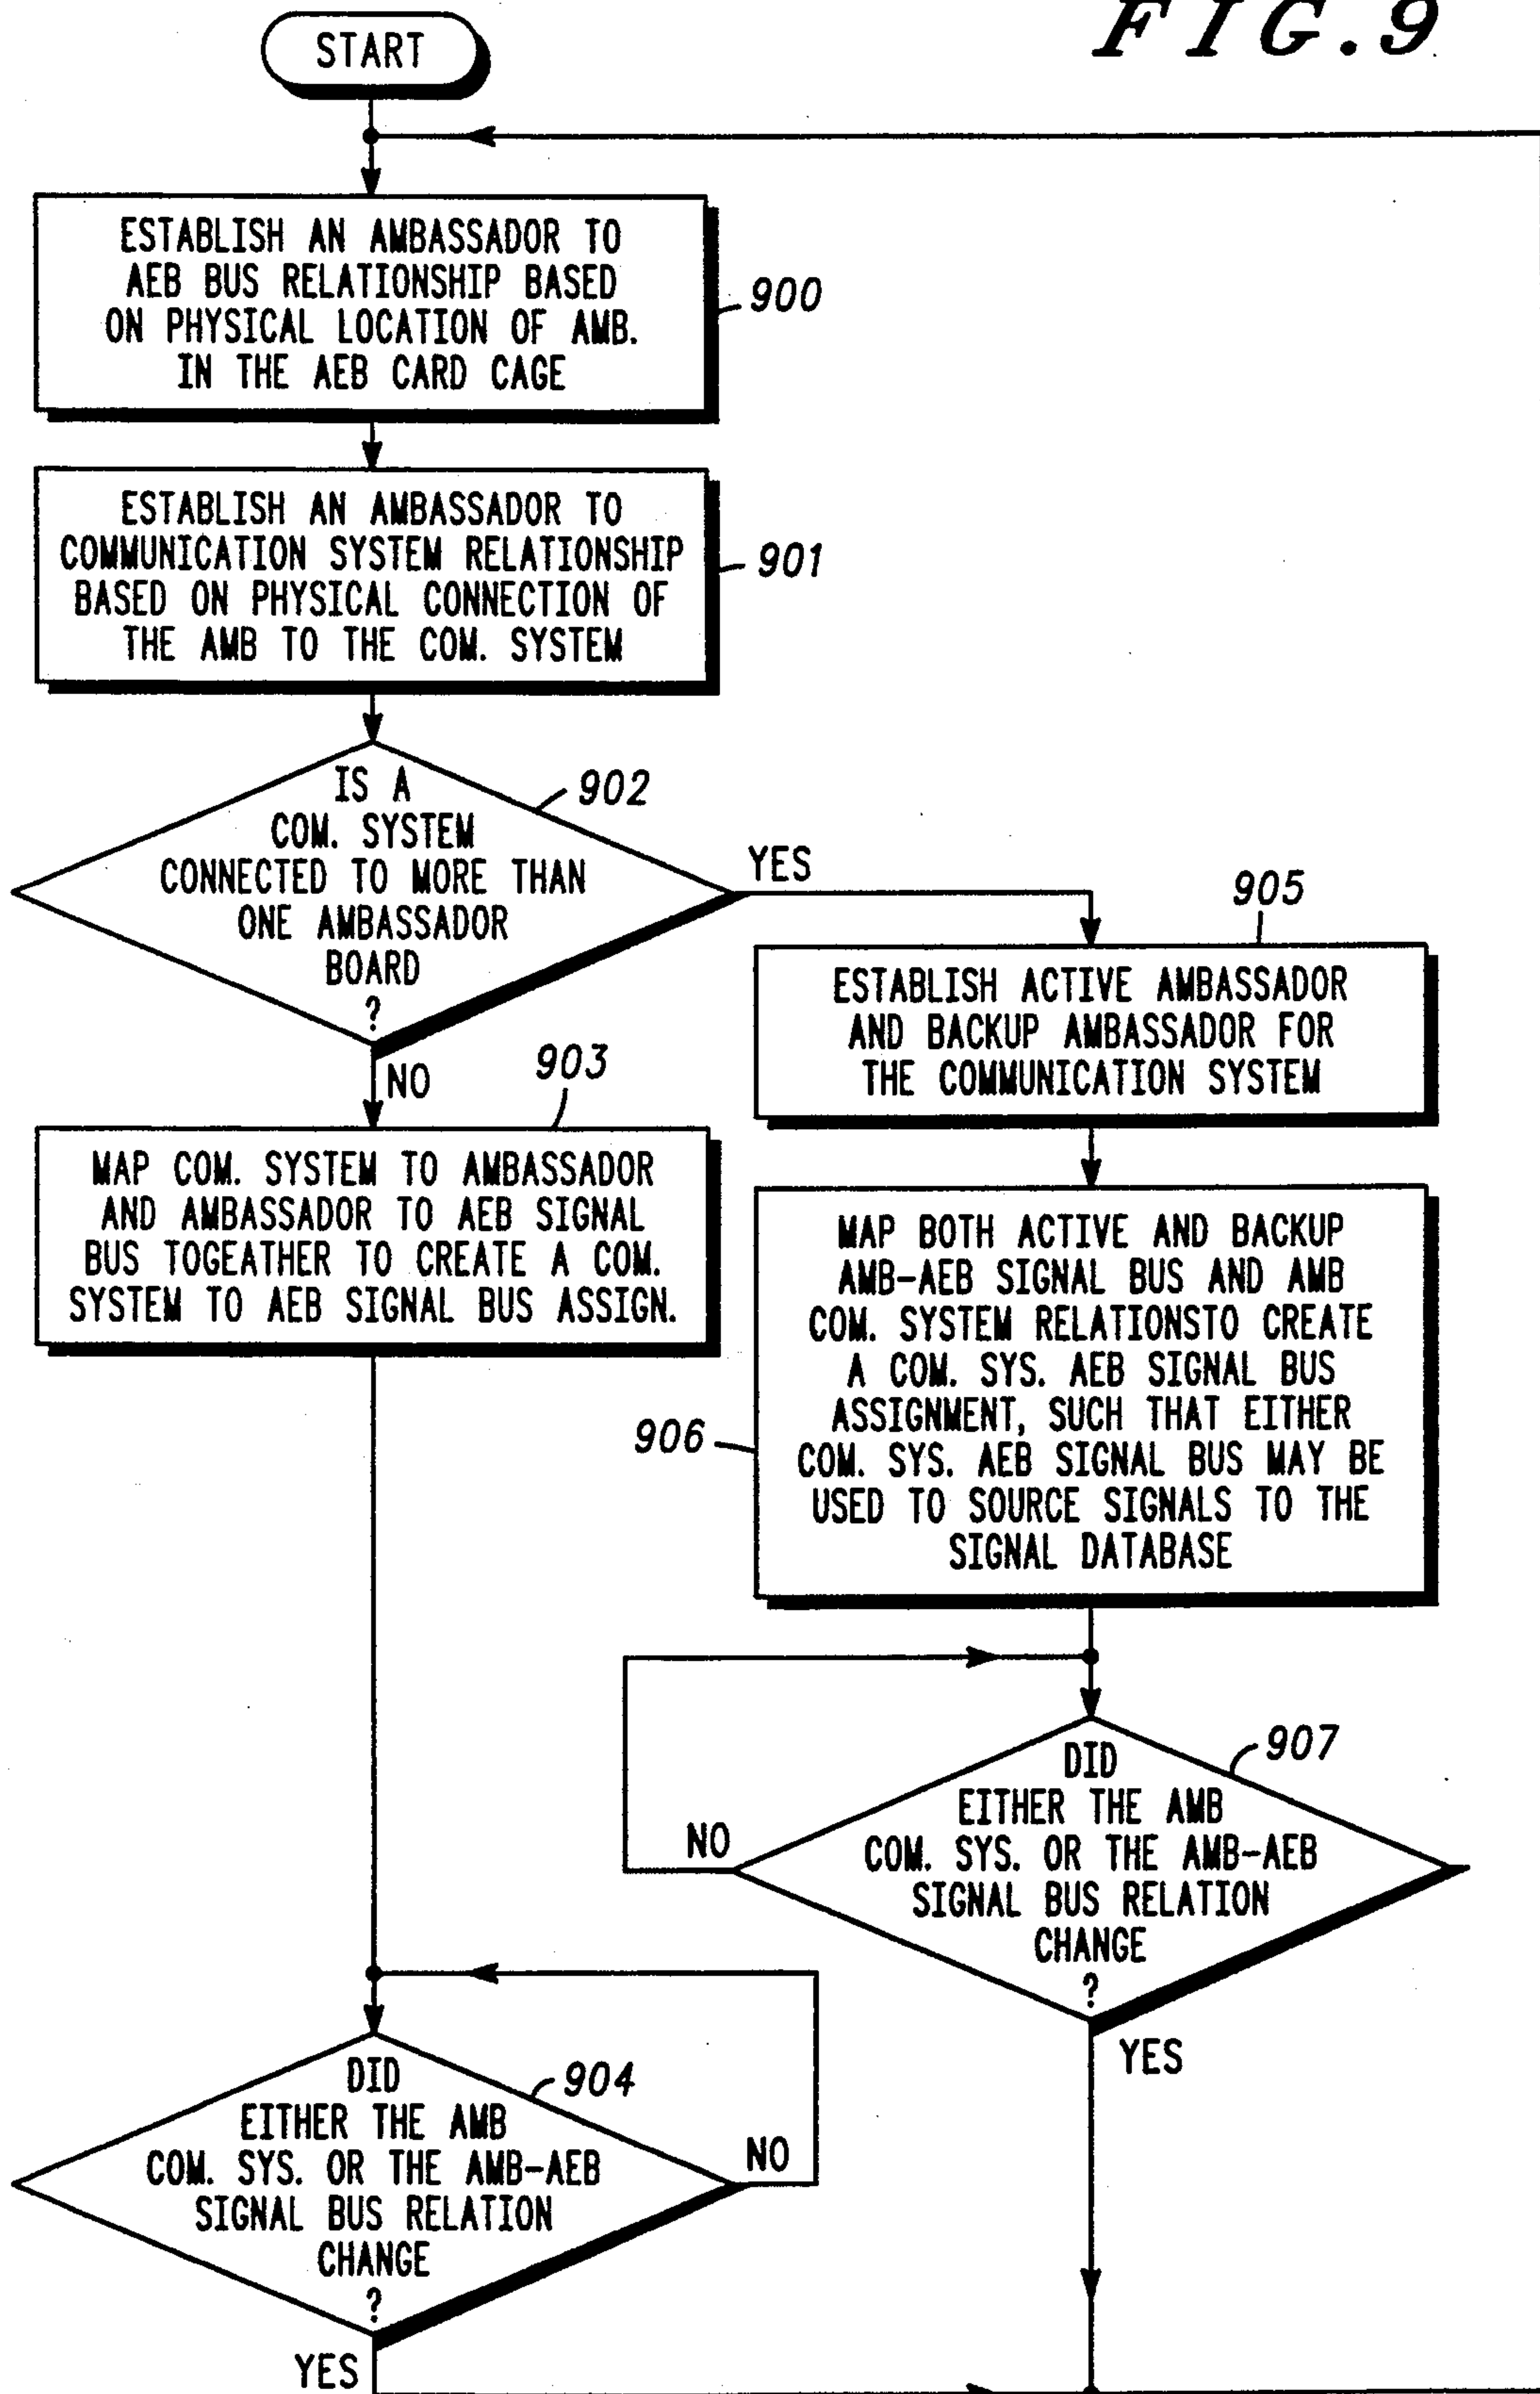 FIG.9
START
ESTABLISH AN AMBASSADOR TO
AEB BUS RELATIONSHIP BASED
ON PHYSICAL LOCATION OF AMB.
IN THE AEB CARD CAGE
900
ESTABLISH AN AMBASSADOR TO
COMMUNICATION SYSTEM RELATIONSHIP
BASED ON PHYSICAL CONNECTION OF
THE AMB TO THE COM. SYSTEM
901
IS A
COM. SYSTEM
CONNECTED TO MORE THAN
ONE AMBASSADOR
BOARD
?
902
YES
NO
903
MAP COM. SYSTEM TO AMBASSADOR
AND AMBASSADOR TO AEB SIGNAL
BUS TOGEATHER TO CREATE A COM.
SYSTEM TO AEB SIGNAL BUS ASSIGN.
905
ESTABLISH ACTIVE AMBASSADOR
AND BACKUP AMBASSADOR FOR
THE COMMUNICATION SYSTEM
MAP BOTH ACTIVE AND BACKUP
AMB-AEB SIGNAL BUS AND AMB
COM. SYSTEM RELATIONSTO CREATE
A COM. SYS. AEB SIGNAL BUS
ASSIGNMENT, SUCH THAT EITHER
COM. SYS. AEB SIGNAL BUS MAY BE
USED TO SOURCE SIGNALS TO THE
SIGNAL DATABASE
906
DID
EITHER THE AMB
COM. SYS. OR THE AMB-AEB
SIGNAL BUS RELATION
CHANGE
?
907
NO
YES
DID
EITHER THE AMB
COM. SYS. OR THE AMB-AEB
SIGNAL BUS RELATION
CHANGE
?
904
NO
YES